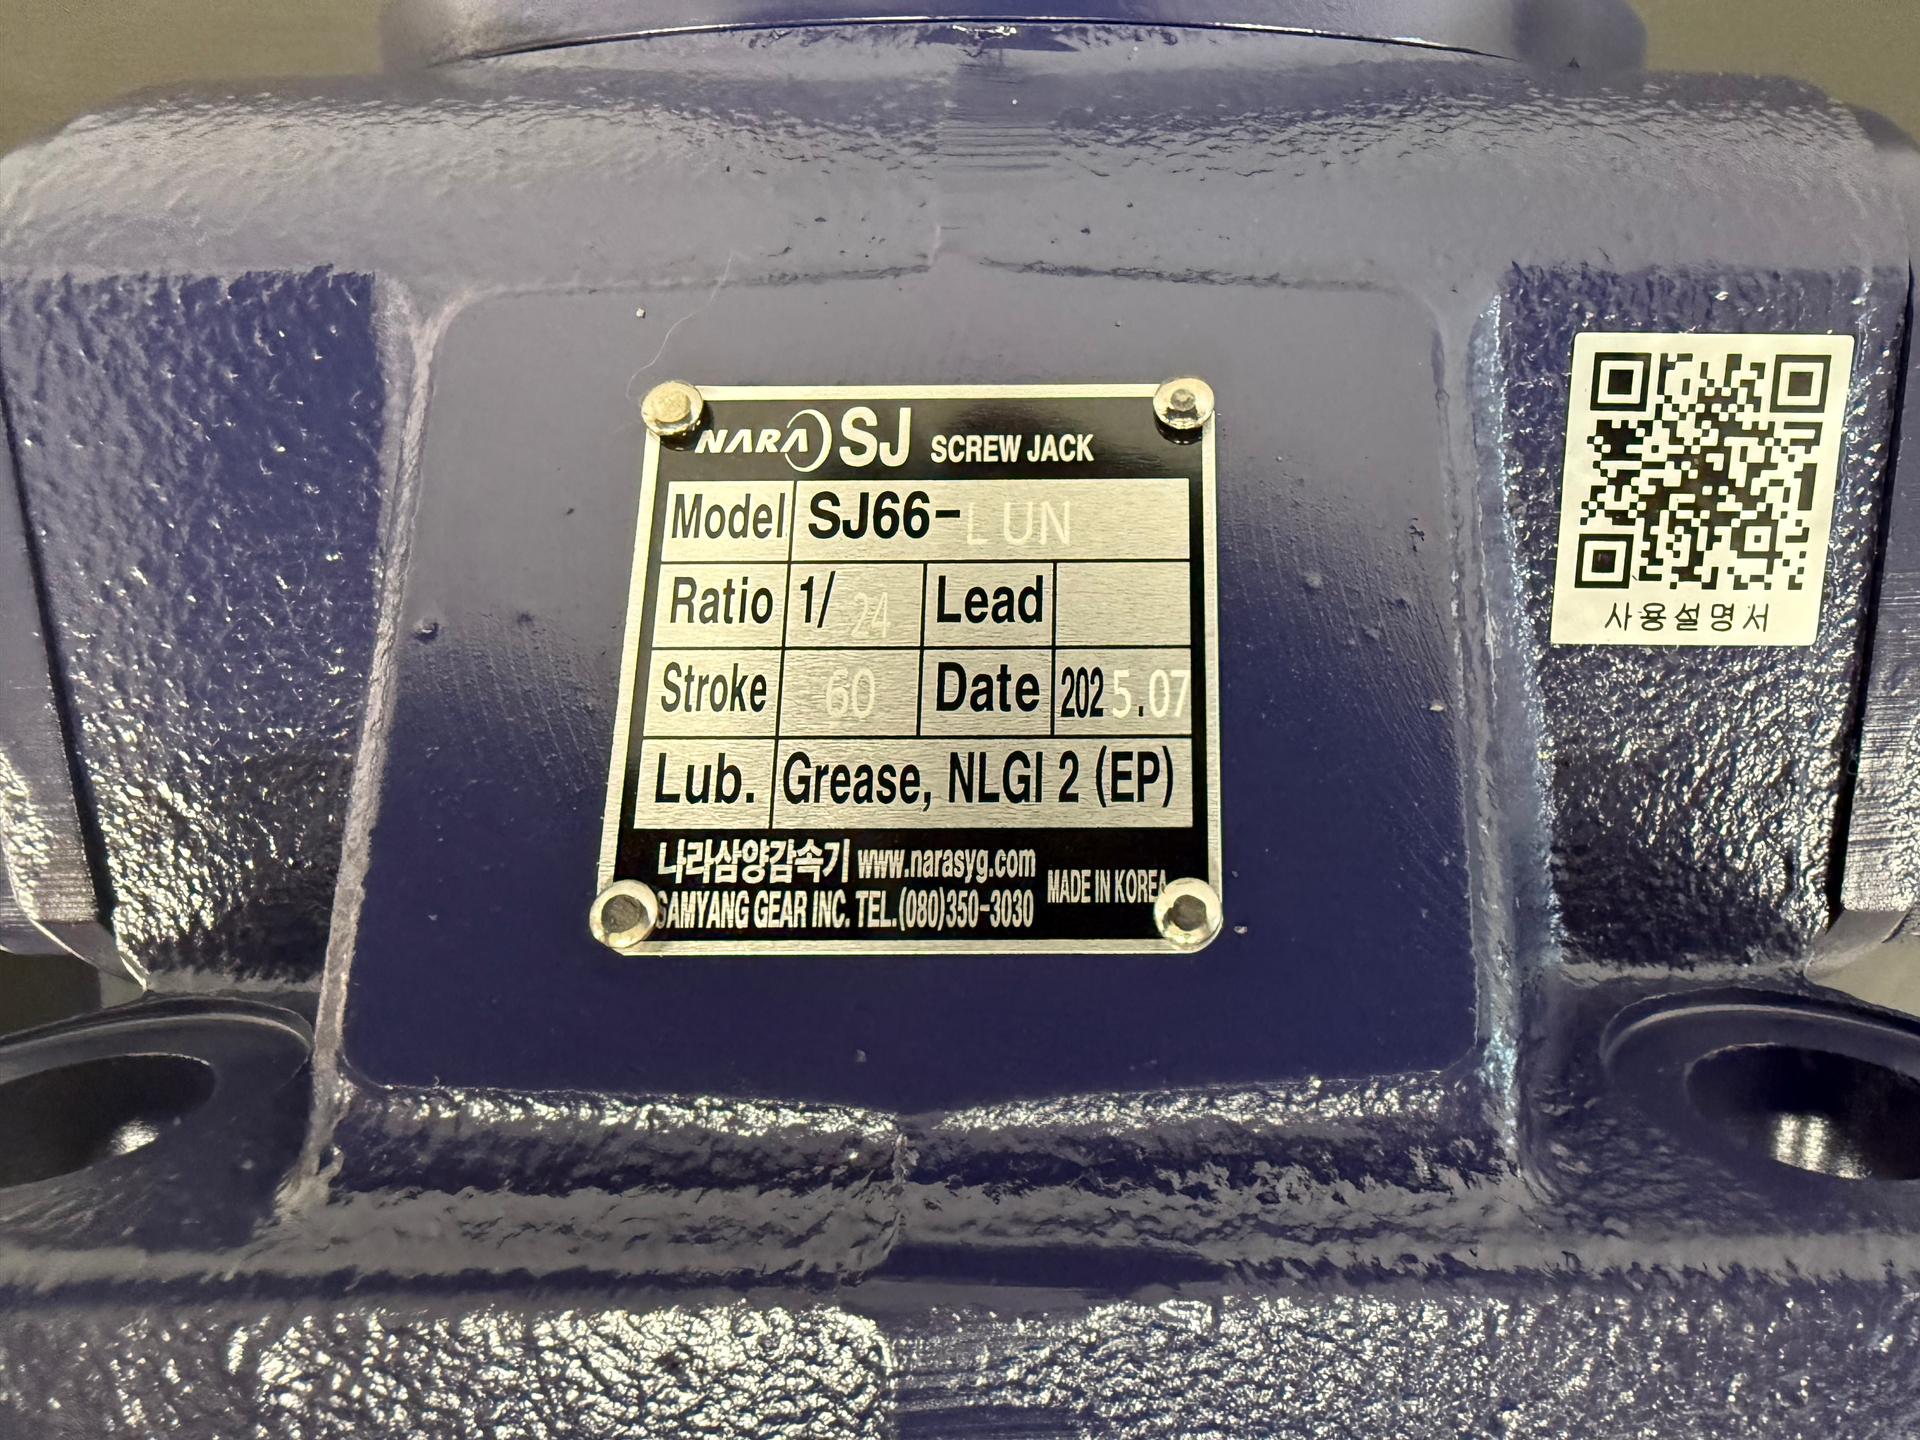 NARA SJ SCREW JACK
Model SJ66-LUN
Ratio 1/24 Lead
Stroke 60 Date 2025.07
Lub. Grease, NLGI 2 (EP)
나라삼양감속기 www.narasyg.com
SAMYANG GEAR INC. TEL.(080)350-3030 MADE IN KOREA
사용설명서